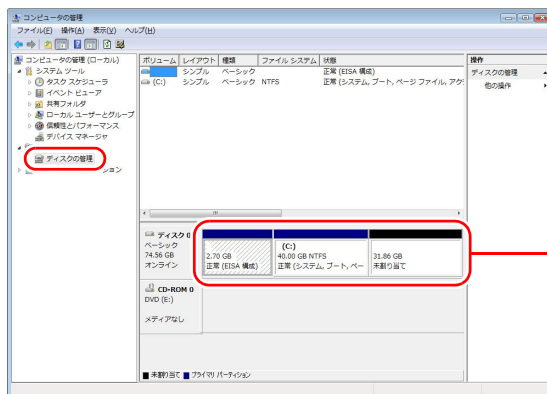 コンピュータの管理
ファイル(F) 操作(A) 表示(V) ヘルプ(H)
コンピュータの管理 (ローカル)
システム ツール
タスク スケジューラ
イベント ビューア
共有フォルダ
ローカル ユーザーとグループ
信頼性とパフォーマンス
デバイス マネージャ
ディスクの管理
ション
ボリューム レイアウト 種類 ファイル システム 状態
シンプル ベーシック 正常 (EISA 構成)
(C:) シンプル ベーシック NTFS 正常 (システム, ブート, ページ ファイル, アク
操作
ディスクの管理
他の操作
ディスク 0
ベーシック
74.56 GB
オンライン
2.70 GB
正常 (EISA 構成)
(C:)
40.00 GB NTFS
正常 (システム, ブート, ペー
31.86 GB
未割り当て
CD-ROM 0
DVD (E:)
メディアなし
未割り当て プライマリ パーティション